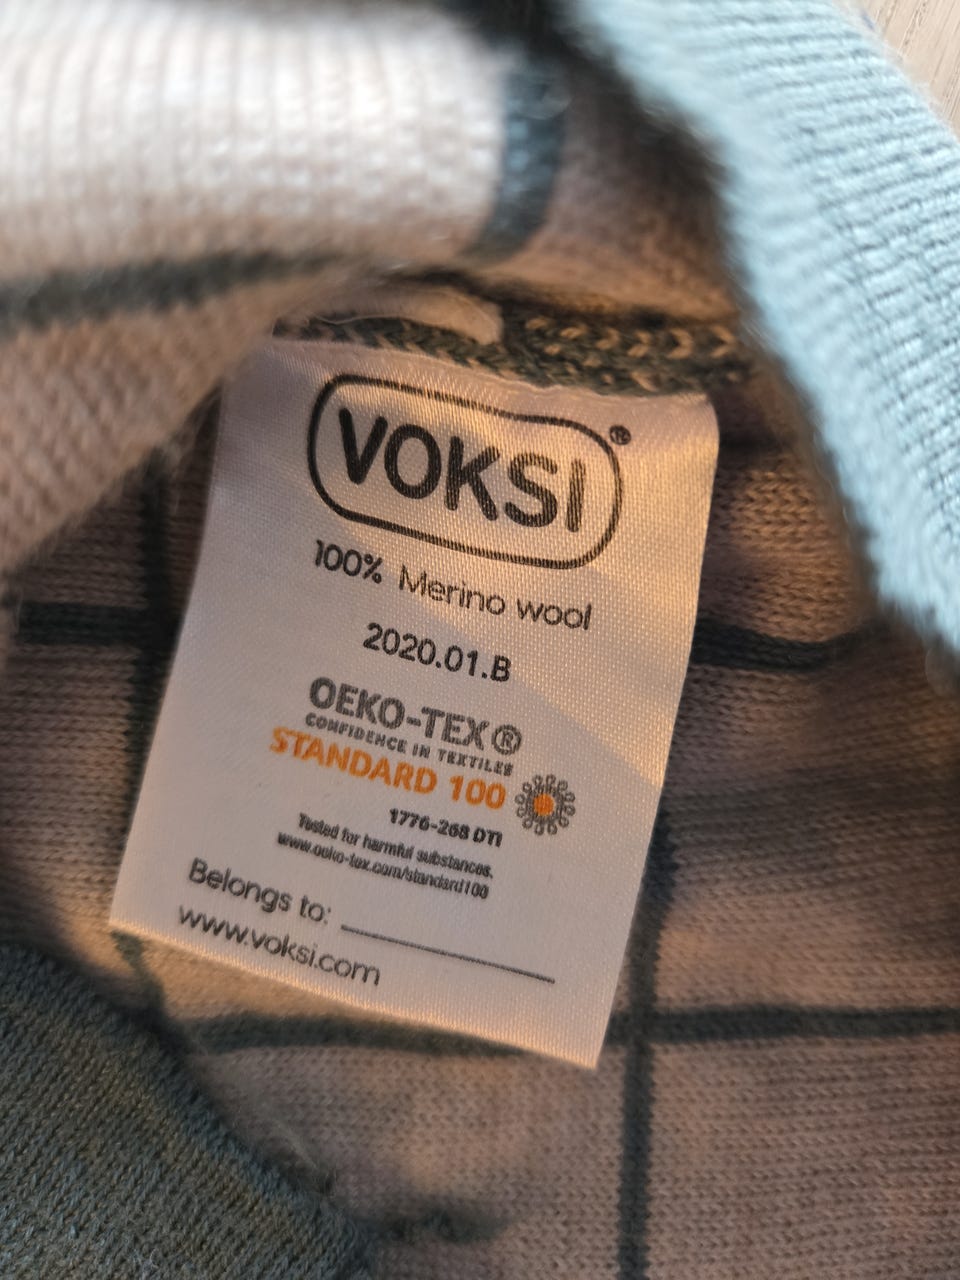 VOKSI®
100% Merino wool
2020.01.B
OEKO-TEX®
CONFIDENCE IN TEXTILES
STANDARD 100
1776-268 DTI
Tested for harmful substances.
www.oeko-tex.com/standard100
Belongs to: ____________
www.voksi.com